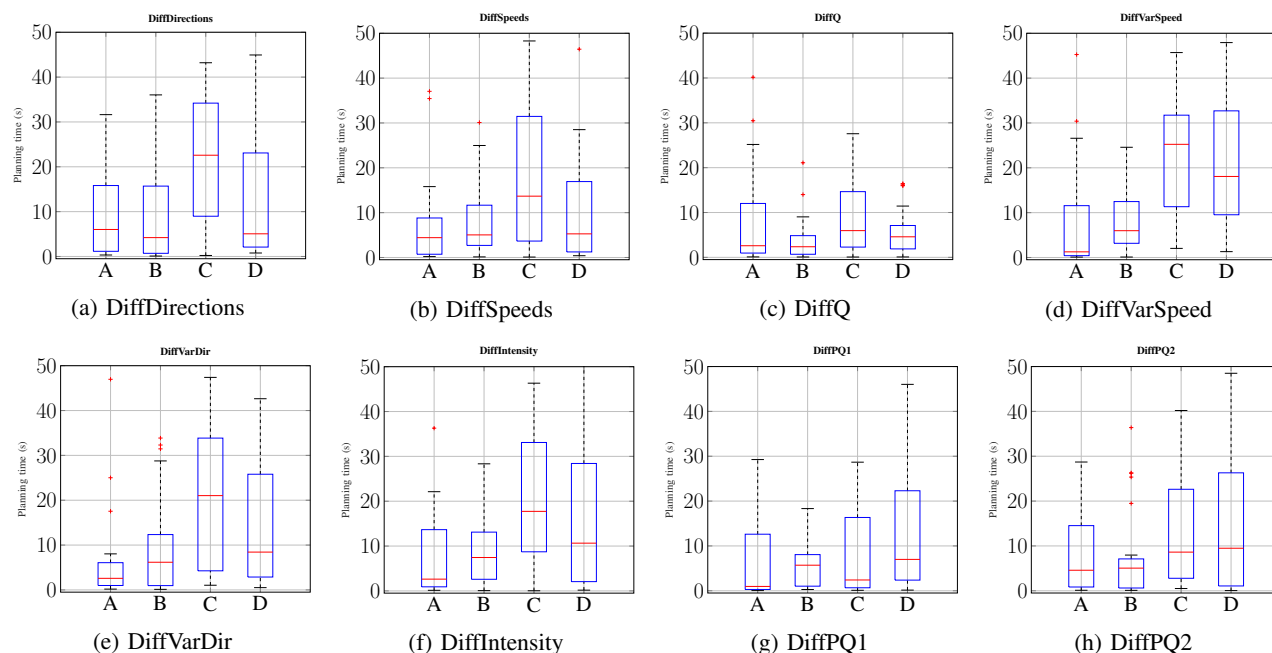 DiffDirections
50
40
30
20
10
0
Planning time (s)
A B C D
(a) DiffDirections
DiffSpeeds
50
40
30
20
10
0
Planning time (s)
A B C D
(b) DiffSpeeds
DiffQ
50
40
30
20
10
0
Planning time (s)
A B C D
(c) DiffQ
DiffVarSpeed
50
40
30
20
10
0
Planning time (s)
A B C D
(d) DiffVarSpeed
DiffVarDir
50
40
30
20
10
0
Planning time (s)
A B C D
(e) DiffVarDir
DiffIntensity
50
40
30
20
10
0
Planning time (s)
A B C D
(f) DiffIntensity
DiffPQ1
50
40
30
20
10
0
Planning time (s)
A B C D
(g) DiffPQ1
DiffPQ2
50
40
30
20
10
0
Planning time (s)
A B C D
(h) DiffPQ2